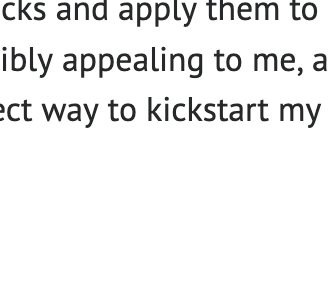 cks and apply them to
ibly appealing to me, a
ect way to kickstart my